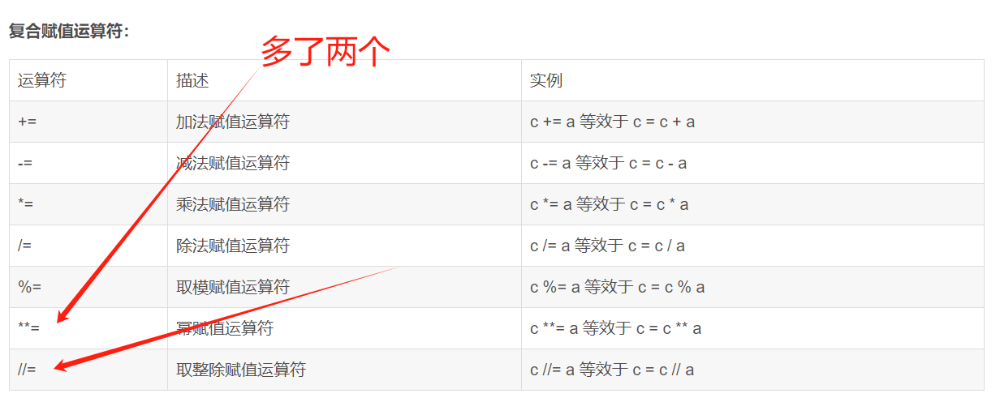 复合赋值运算符:
多了两个
运算符 描述 实例
+= 加法赋值运算符 c += a 等效于 c = c + a
-= 减法赋值运算符 c -= a 等效于 c = c - a
*= 乘法赋值运算符 c *= a 等效于 c = c * a
/= 除法赋值运算符 c /= a 等效于 c = c / a
%= 取模赋值运算符 c %= a 等效于 c = c % a
**= 幂赋值运算符 c **= a 等效于 c = c ** a
//= 取整除赋值运算符 c //= a 等效于 c = c // a